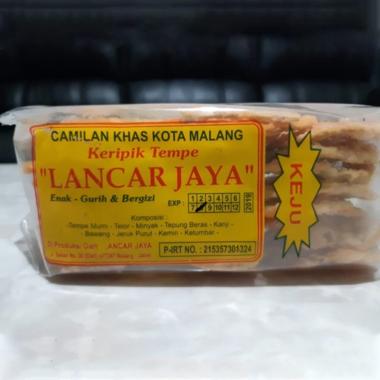 CAMILAN KHAS KOTA MALANG
Keripik Tempe
"LANCAR JAYA"
Enak - Gurih & Bergizi
EXP : 1 2 3 4 5 6
7 9 10 11 12
2019
Komposisi :
-Tempe Murni - Telor - Minyak - Tepung Beras - Kanji -
- Bawang - Jeruk Purut - Kemiri - Ketumbar -
Di Produksi Oleh ANCAR JAYA
P-IRT NO. : 215357301324
KEJU